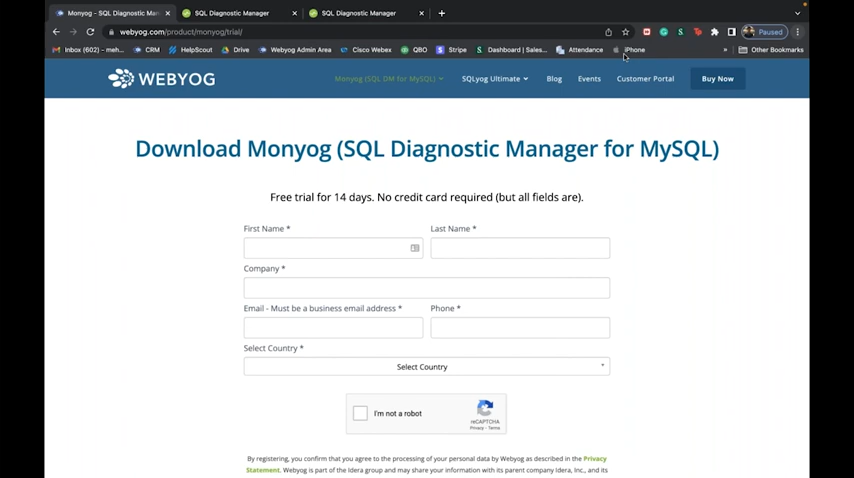 Monyog - SQL Diagnostic Man
SQL Diagnostic Manager
SQL Diagnostic Manager
webyog.com/product/monyog/trial/
Paused
Inbox (602) - meh...
CRM
HelpScout
Drive
Webyog Admin Area
Cisco Webex
QBO
Stripe
Dashboard | Sales...
Attendance
iPhone
»
Other Bookmarks
WEBYOG
Monyog (SQL DM for MySQL)
SQLyog Ultimate
Blog
Events
Customer Portal
Buy Now
Download Monyog (SQL Diagnostic Manager for MySQL)
Free trial for 14 days. No credit card required (but all fields are).
First Name *
Last Name *
Company *
Email - Must be a business email address *
Phone *
Select Country *
Select Country
I'm not a robot
reCAPTCHA
Privacy - Terms
By registering, you confirm that you agree to the processing of your personal data by Webyog as described in the Privacy
Statement. Webyog is part of the Idera group and may share your information with its parent company Idera, Inc., and its